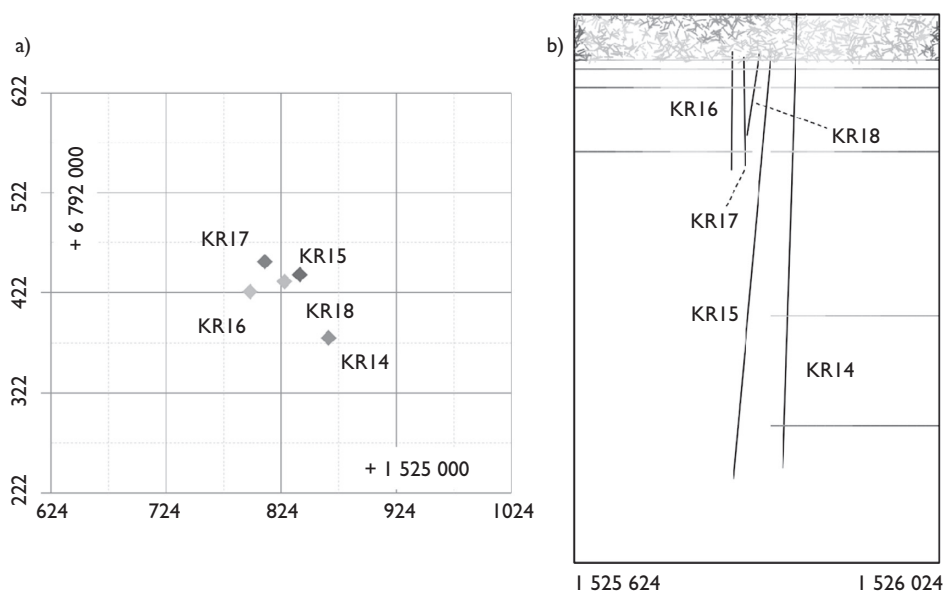 a)
622
522
422
322
222
+ 6 792 000
KR17
KR15
KR16
KR18
KR14
+ 1 525 000
624 724 824 924 1024
b)
KR16
KR18
KR17
KR15
KR14
1 525 624 1 526 024